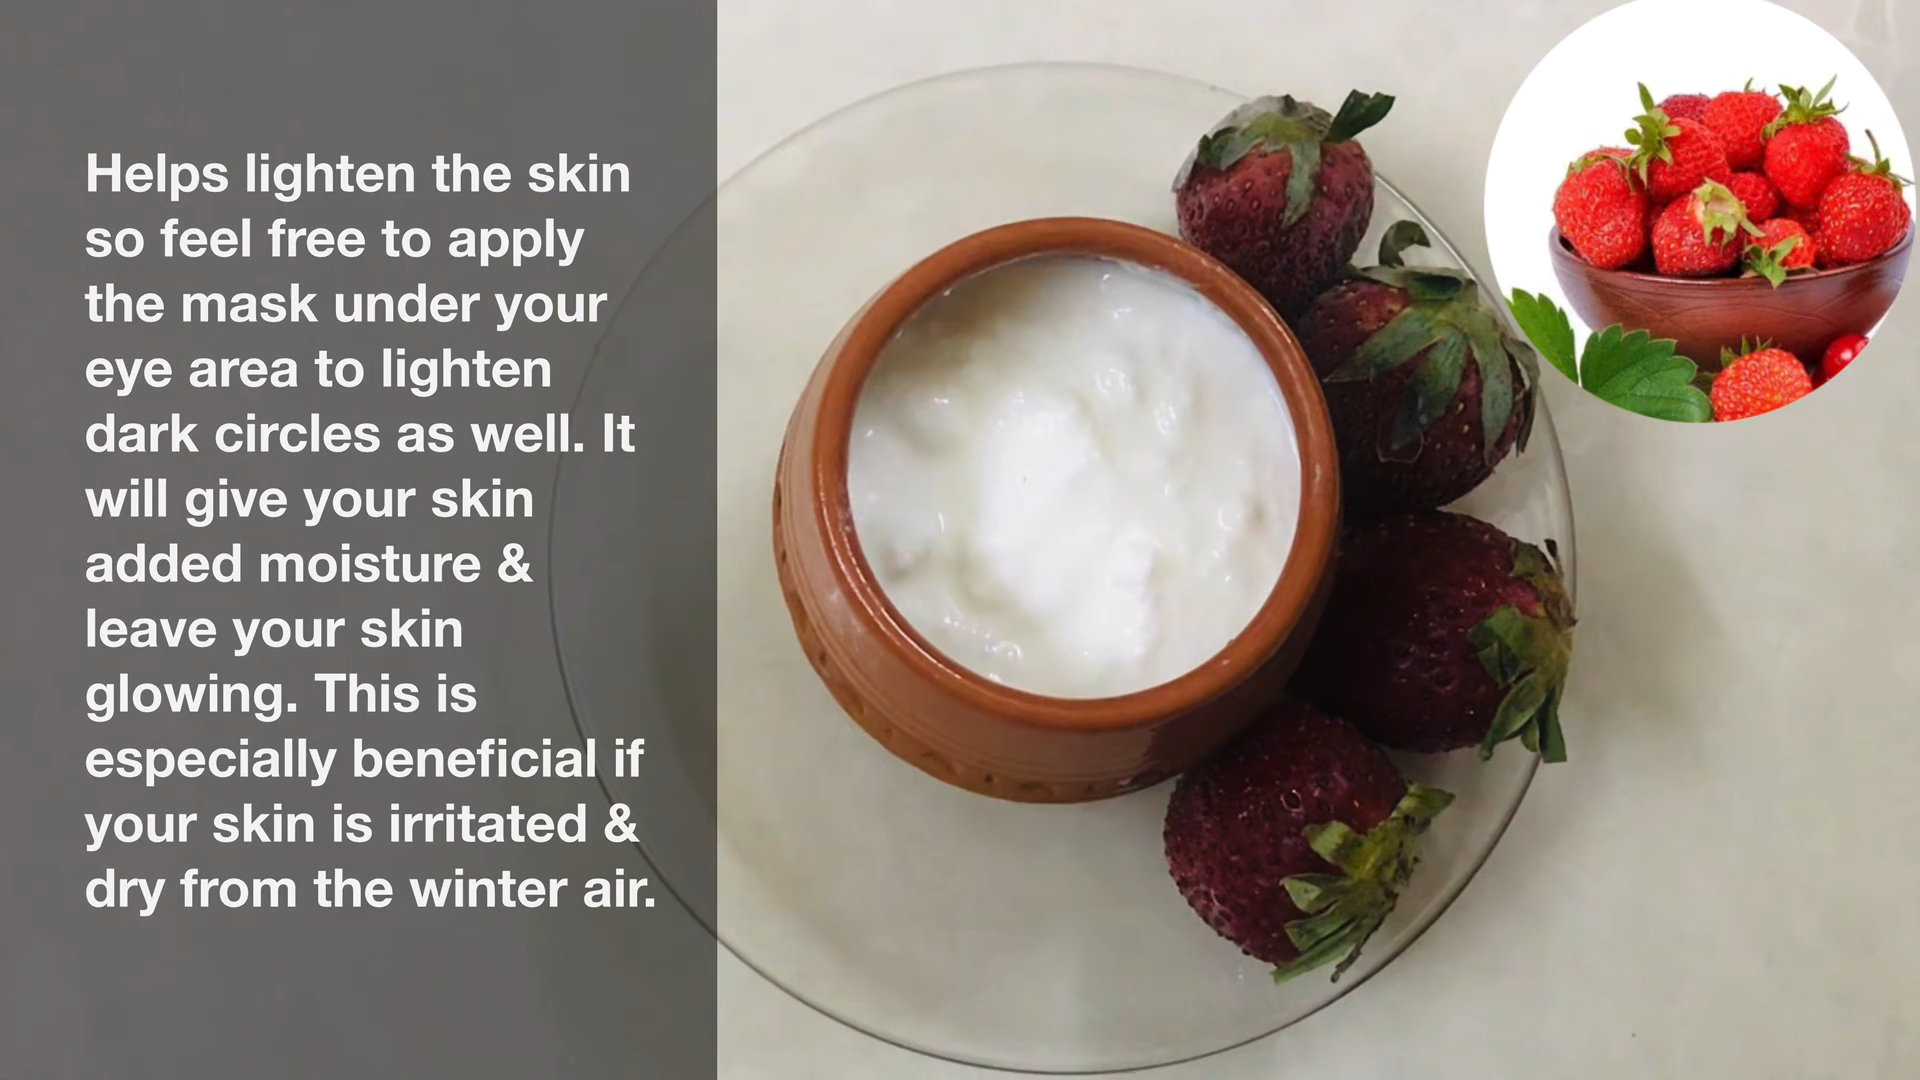 Helps lighten the skin
so feel free to apply
the mask under your
eye area to lighten
dark circles as well. It
will give your skin
added moisture &
leave your skin
glowing. This is
especially beneficial if
your skin is irritated &
dry from the winter air.